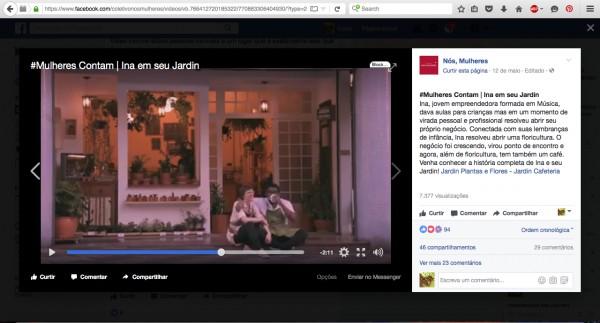 https://www.facebook.com/coletivonosmulheres/videos/vb.766412720185322/770883306404930/?type=2
Search
#Mulheres Contam | Ina em seu Jardin
Nós, Mulheres
Curtir esta página · 12 de maio · Editado ·
#Mulheres Contam | Ina em seu Jardin
Ina, jovem empreendedora formada em Música,
dava aulas para crianças mas em um momento de
virada pessoal e profissional resolveu abrir seu
próprio negócio. Conectada com suas lembranças
de infância, Ina resolveu abrir uma floricultura. O
negócio foi crescendo, virou ponto de encontro e
agora, além de floricultura, tem também um café.
Venha conhecer a história completa de Ina e seu
Jardin! Jardin Plantas e Flores - Jardin Cafeteria
7.377 visualizações
Curtir Comentar Compartilhar
94 Ordem cronológica
46 compartilhamentos 29 comentários
Ver mais 23 comentários
Escreva um comentário...
-2:11
Curtir Comentar Compartilhar Opções Enviar no Messenger